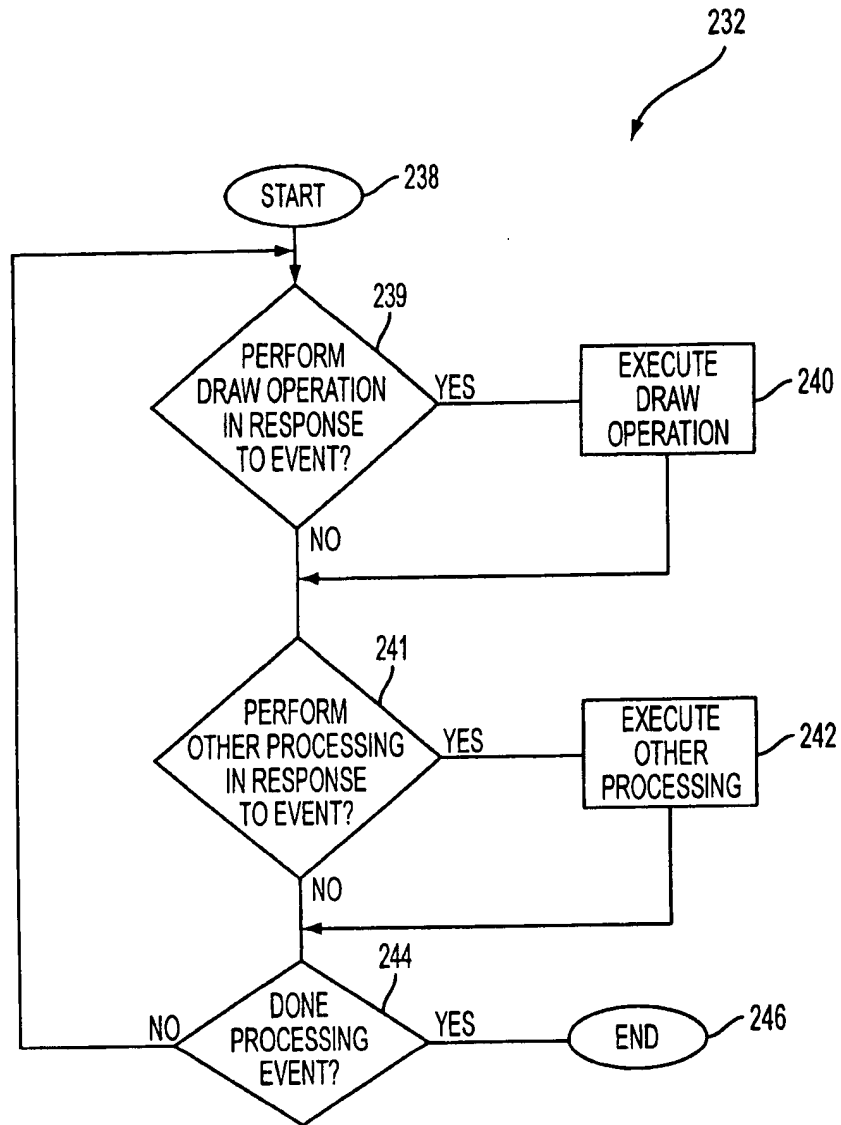 232
START
238
239
PERFORM
DRAW OPERATION
IN RESPONSE
TO EVENT?
YES
EXECUTE
DRAW
OPERATION
240
NO
241
PERFORM
OTHER PROCESSING
IN RESPONSE
TO EVENT?
YES
EXECUTE
OTHER
PROCESSING
242
NO
244
DONE
PROCESSING
EVENT?
NO
YES
END
246